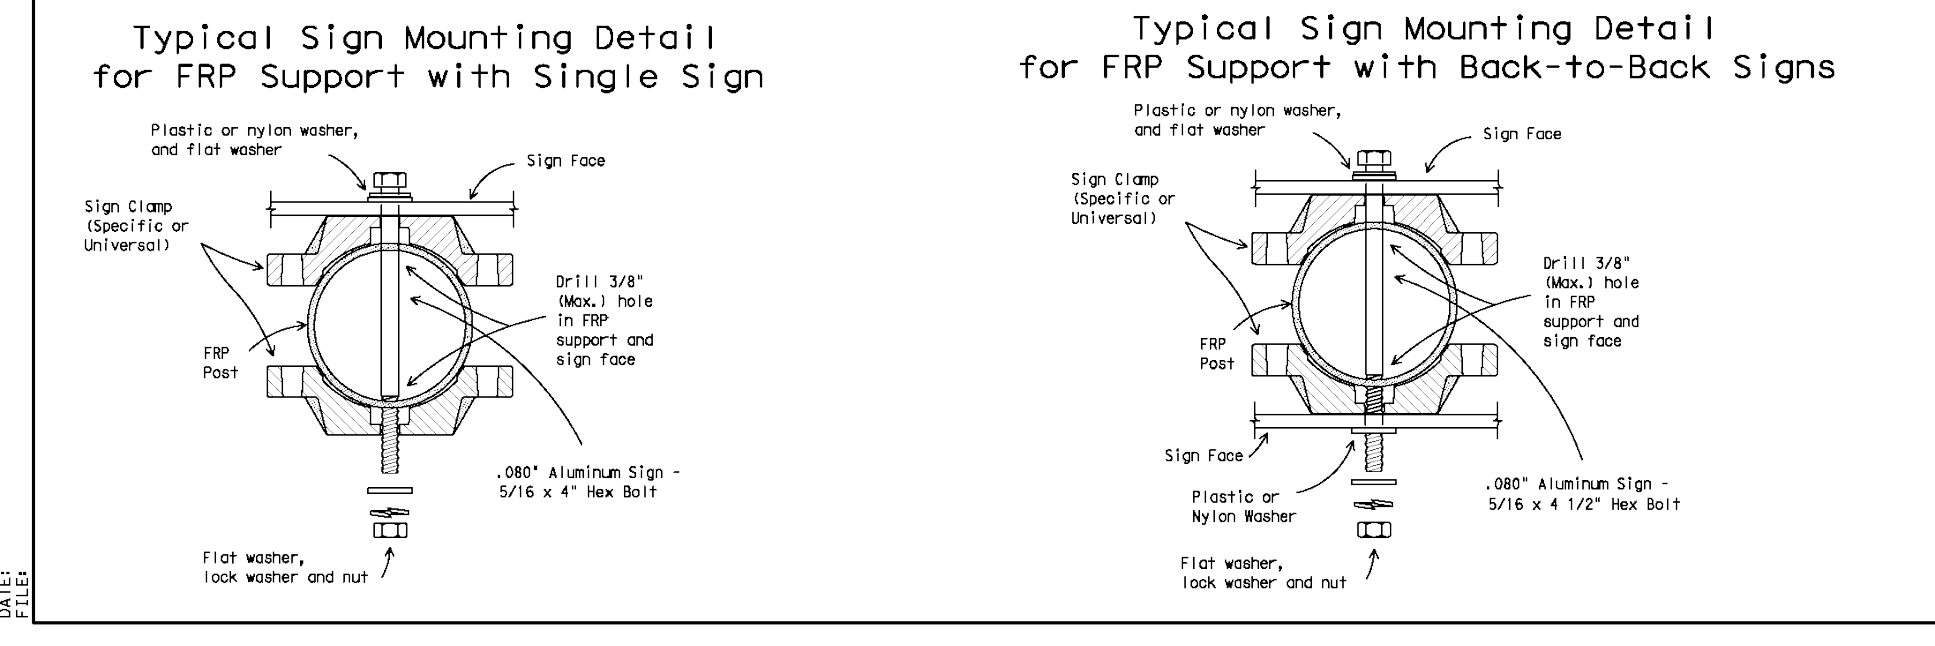 Typical Sign Mounting Detail
for FRP Support with Single Sign
Plastic or nylon washer,
and flat washer
Sign Face
Sign Clamp
(Specific or
Universal)
Drill 3/8"
(Max.) hole
in FRP
support and
sign face
FRP
Post
.080" Aluminum Sign -
5/16 x 4" Hex Bolt
Flat washer,
lock washer and nut
Typical Sign Mounting Detail
for FRP Support with Back-to-Back Signs
Plastic or nylon washer,
and flat washer
Sign Face
Sign Clamp
(Specific or
Universal)
Drill 3/8"
(Max.) hole
in FRP
support and
sign face
FRP
Post
Sign Face
.080" Aluminum Sign -
5/16 x 4 1/2" Hex Bolt
Plastic or
Nylon Washer
Flat washer,
lock washer and nut
DATE:
FILE: